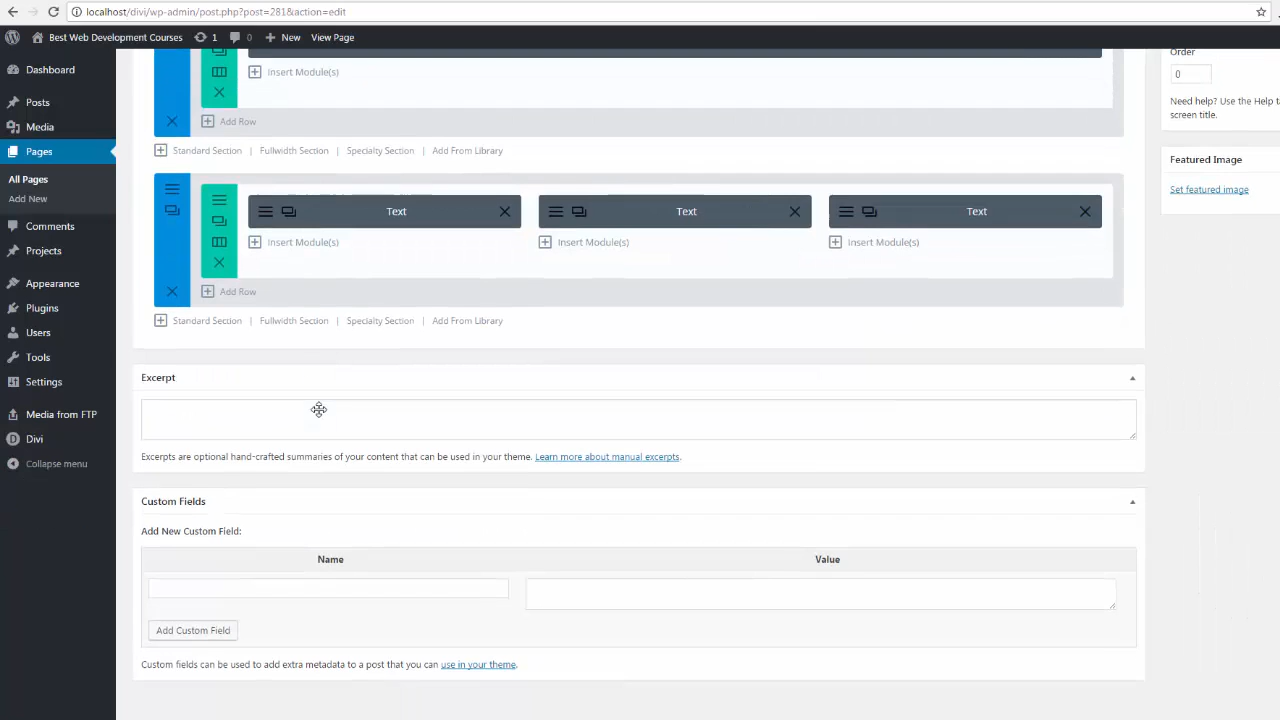 localhost/divi/wp-admin/post.php?post=281&action=edit
Best Web Development Courses 1 0 New View Page
Dashboard
Posts
Media
Pages
All Pages
Add New
Comments
Projects
Appearance
Plugins
Users
Tools
Settings
Media from FTP
Divi
Collapse menu
Insert Module(s)
Add Row
Standard Section | Fullwidth Section | Specialty Section | Add From Library
Text Text Text
Insert Module(s) Insert Module(s) Insert Module(s)
Add Row
Standard Section | Fullwidth Section | Specialty Section | Add From Library
Excerpt
Excerpts are optional hand-crafted summaries of your content that can be used in your theme. Learn more about manual excerpts.
Custom Fields
Add New Custom Field:
Name Value
Add Custom Field
Custom fields can be used to add extra metadata to a post that you can use in your theme.
Order
0
Need help? Use the Help
screen title.
Featured Image
Set featured image